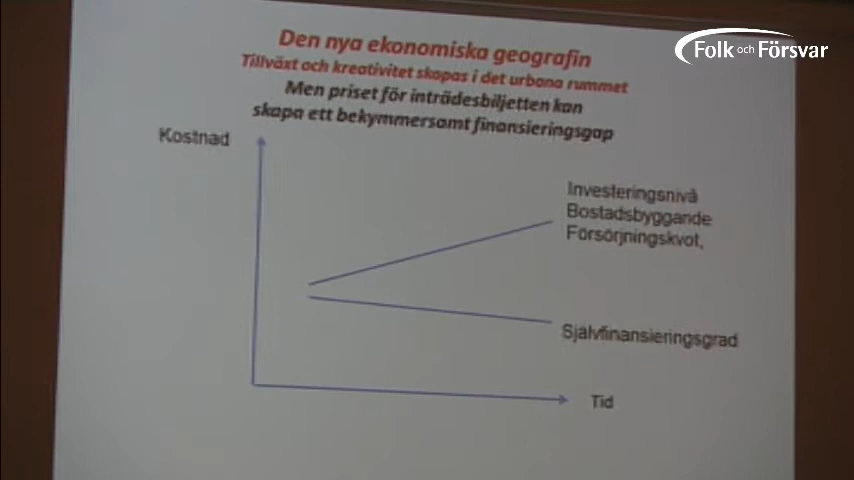 Folk och Försvar
Den nya ekonomiska geografin
Tillväxt och kreativitet skapas i det urbana rummet
Men priset för inträdesbiljetten kan
skapa ett bekymmersamt finansieringsgap
Kostnad
Investeringsnivå
Bostadsbyggande
Försörjningskvot,
Självfinansieringsgrad
Tid